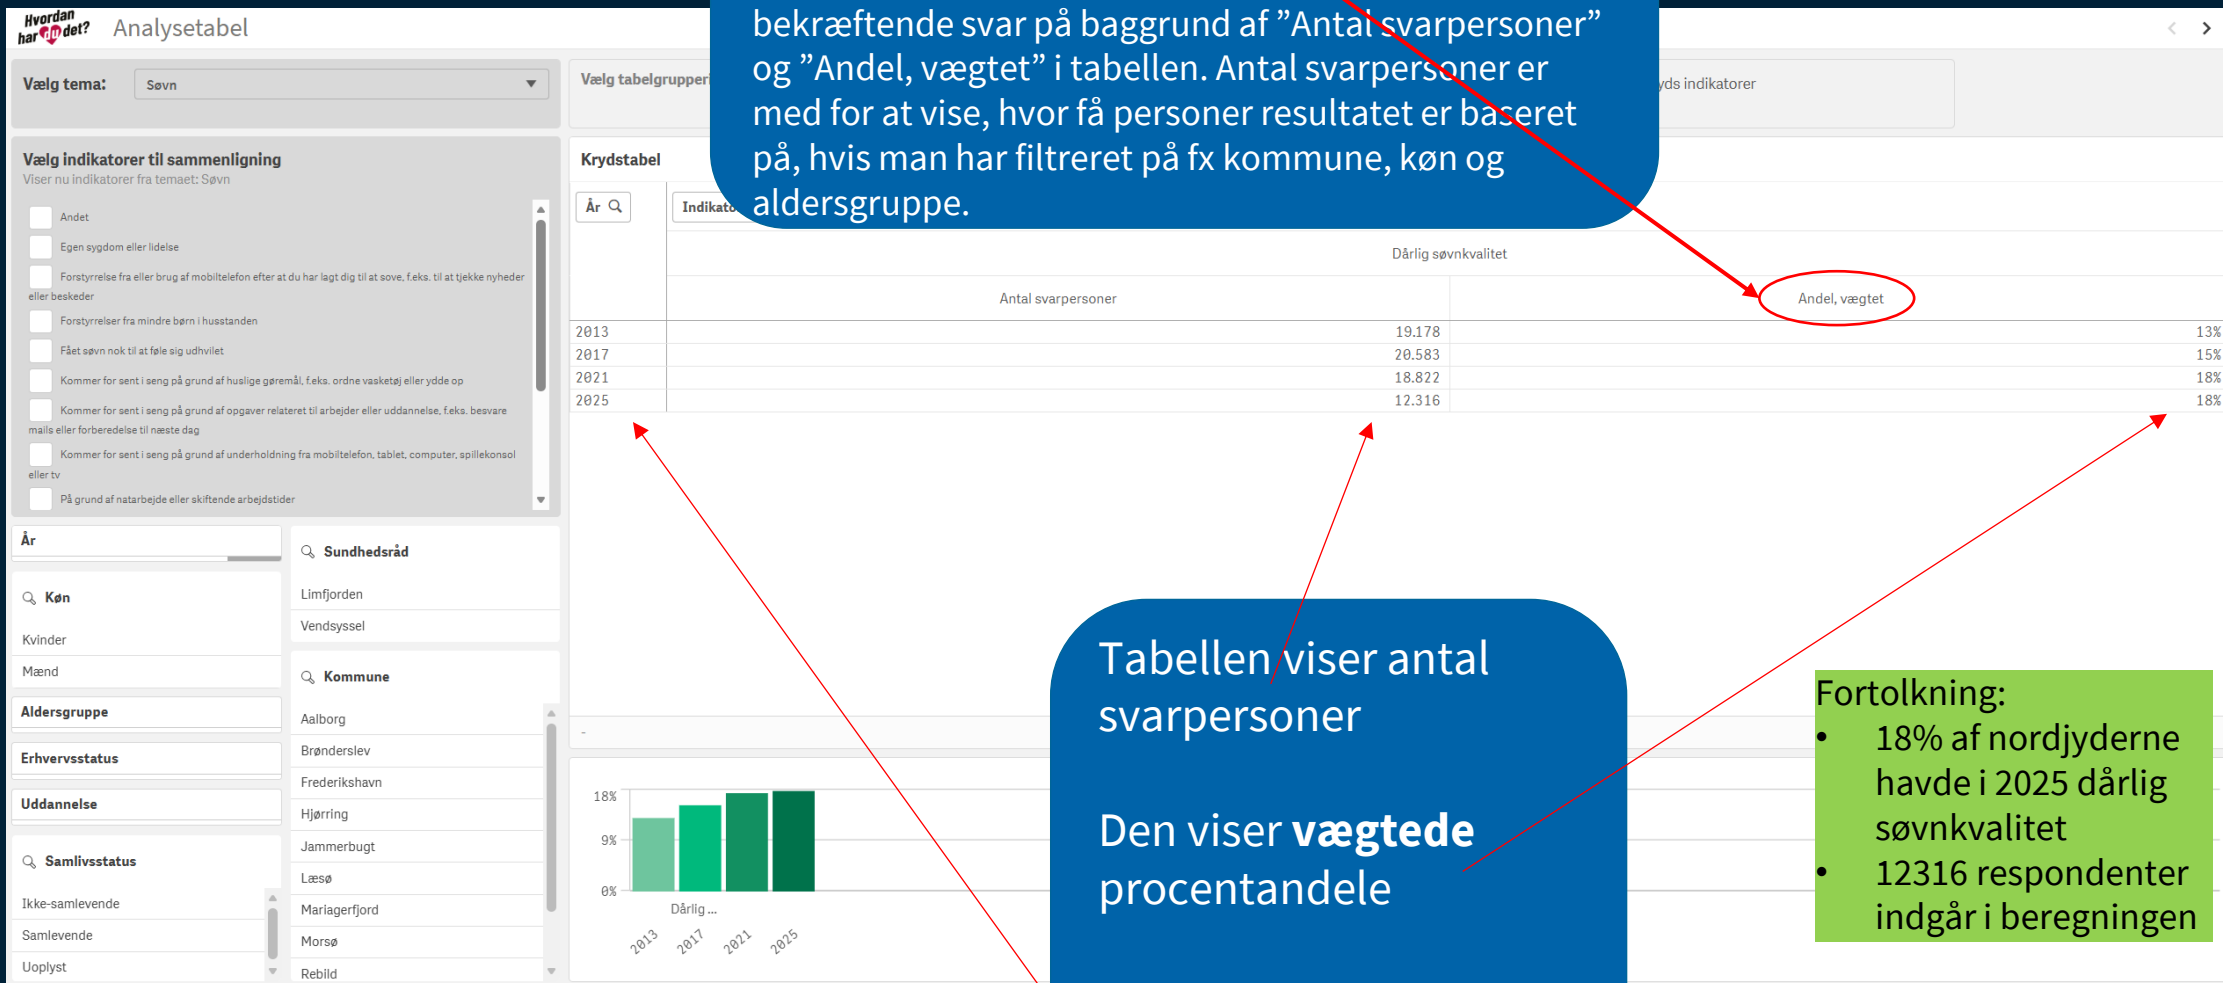 Hvordan
har du det?
Analysetabel
bekræftende svar på baggrund af ”Antal svarpersoner”
og ”Andel, vægtet” i tabellen. Antal svarpersoner er
med for at vise, hvor få personer resultatet er baseret
på, hvis man har filtreret på fx kommune, køn og
aldersgruppe.
Vælg tema:
Søvn
Vælg tabelgrupperi
yds indikatorer
Vælg indikatorer til sammenligning
Viser nu indikatorer fra temaet: Søvn
Andet
Egen sygdom eller lidelse
Forstyrrelse fra eller brug af mobiltelefon efter at du har lagt dig til at sove, f.eks. til at tjekke nyheder
eller beskeder
Forstyrrelser fra mindre børn i husstanden
Fået søvn nok til at føle sig udhvilet
Kommer for sent i seng på grund af huslige gøremål, f.eks. ordne vasketøj eller ydde op
Kommer for sent i seng på grund af opgaver relateret til arbejder eller uddannelse, f.eks. besvare
mails eller forberedelse til næste dag
Kommer for sent i seng på grund af underholdning fra mobiltelefon, tablet, computer, spillekonsol
eller tv
På grund af natarbejde eller skiftende arbejdstider
Krydstabel
År
Indikato
Dårlig søvnkvalitet
Antal svarpersoner
Andel, vægtet
2013 19.178 13%
2017 20.583 15%
2021 18.822 18%
2025 12.316 18%
År
Køn
Kvinder
Mænd
Aldersgruppe
Erhvervsstatus
Uddannelse
Samlivsstatus
Ikke-samlevende
Samlevende
Uoplyst
Sundhedsråd
Limfjorden
Vendsyssel
Kommune
Aalborg
Brønderslev
Frederikshavn
Hjørring
Jammerbugt
Læsø
Mariagerfjord
Morsø
Rebild
-
18%
9%
0%
Dårlig ...
2013 2017 2021 2025
Tabellen viser antal
svarpersoner
Den viser vægtede
procentandele
Fortolkning:
• 18% af nordjyderne
havde i 2025 dårlig
søvnkvalitet
• 12316 respondenter
indgår i beregningen